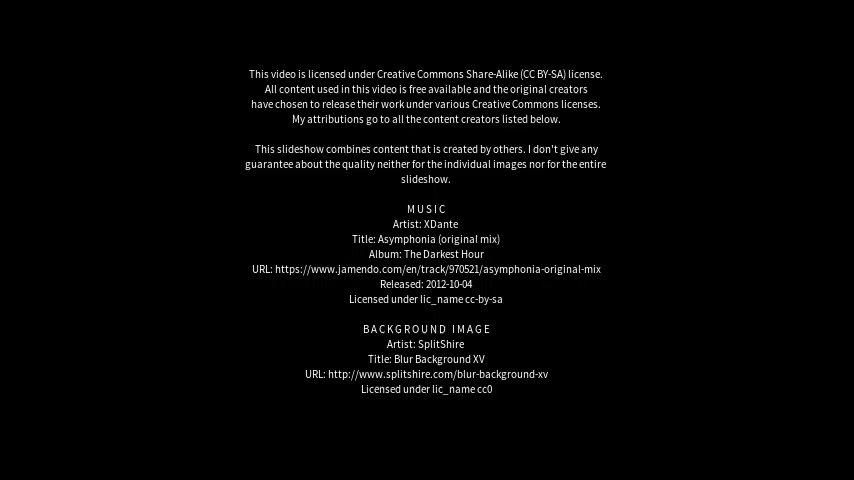 This video is licensed under Creative Commons Share-Alike (CC BY-SA) license.
All content used in this video is free available and the original creators
have chosen to release their work under various Creative Commons licenses.
My attributions go to all the content creators listed below.
This slideshow combines content that is created by others. I don't give any
guarantee about the quality neither for the individual images nor for the entire
slideshow.
MUSIC
Artist: XDante
Title: Asymphonia (original mix)
Album: The Darkest Hour
URL: https://www.jamendo.com/en/track/970521/asymphonia-original-mix
Released: 2012-10-04
Licensed under lic_name cc-by-sa
BACKGROUND IMAGE
Artist: SplitShire
Title: Blur Background XV
URL: http://www.splitshire.com/blur-background-xv
Licensed under lic_name cc0